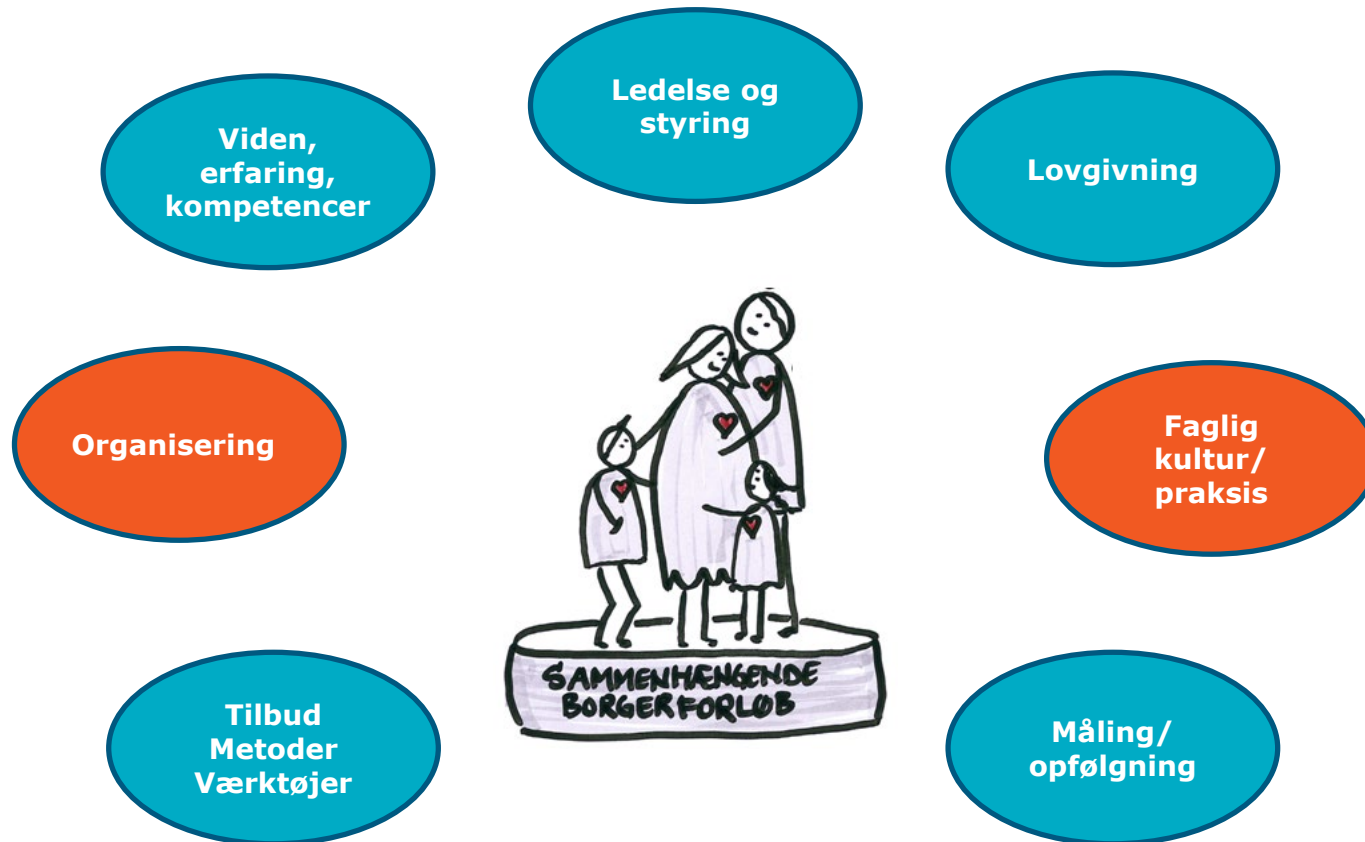 Ledelse og
styring
Viden,
erfaring,
kompetencer
Lovgivning
Organisering
Faglig
kultur/
praksis
SAMMENHÆNGENDE
BORGERFORLØB
Tilbud
Metoder
Værktøjer
Måling/
opfølgning